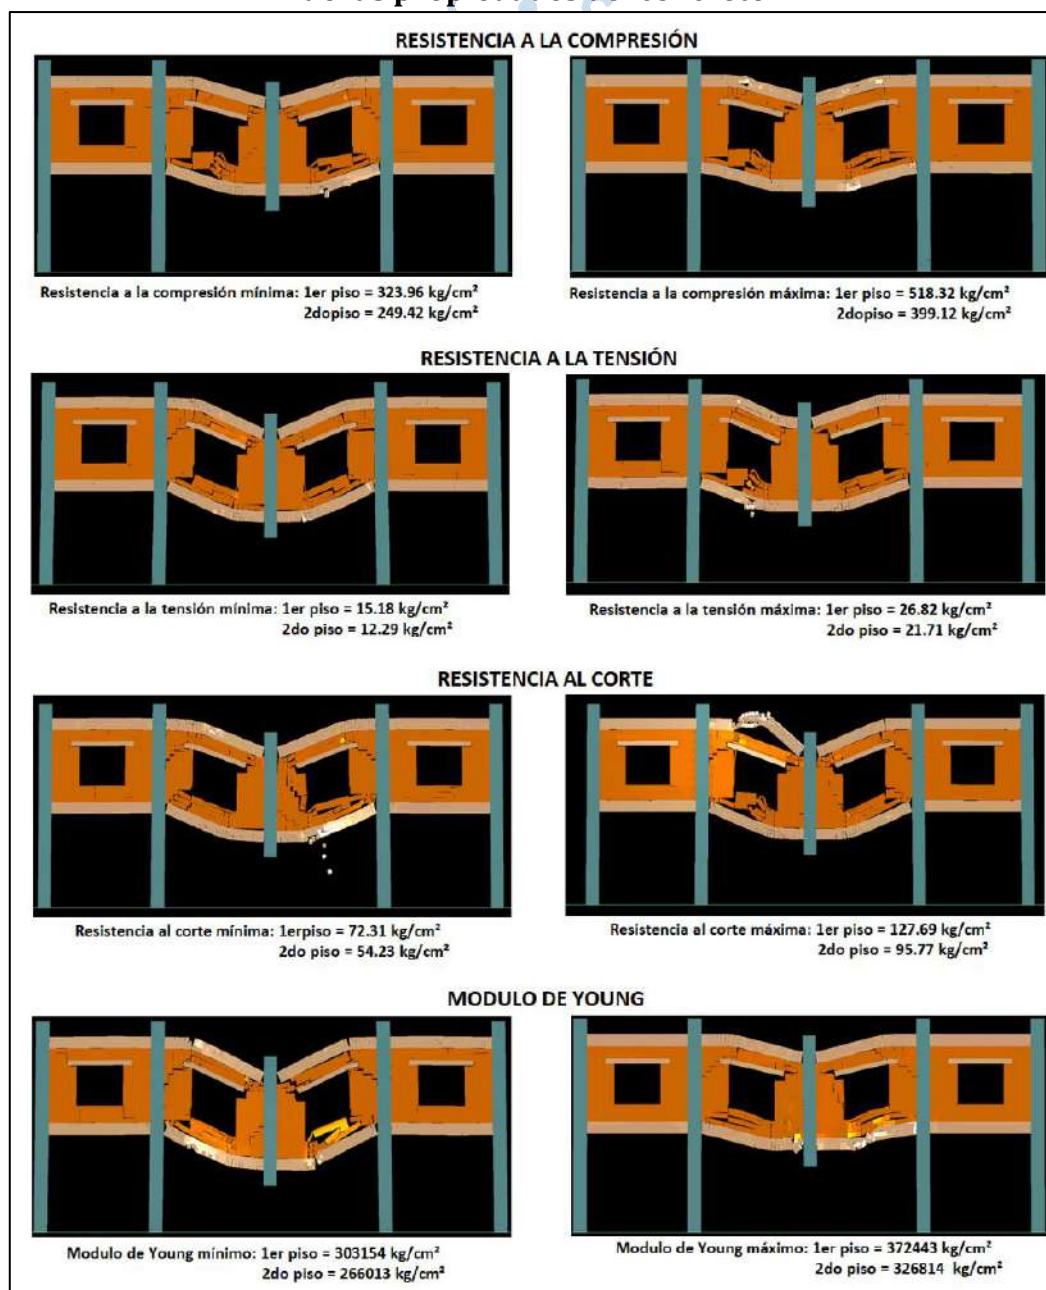 RESISTENCIA A LA COMPRESIÓN
Resistencia a la compresión mínima: 1er piso = 323.96 kg/cm²
2dopiso = 249.42 kg/cm²
Resistencia a la compresión máxima: 1er piso = 518.32 kg/cm²
2dopiso = 399.12 kg/cm²
RESISTENCIA A LA TENSIÓN
Resistencia a la tensión mínima: 1er piso = 15.18 kg/cm²
2do piso = 12.29 kg/cm²
Resistencia a la tensión máxima: 1er piso = 26.82 kg/cm²
2do piso = 21.71 kg/cm²
RESISTENCIA AL CORTE
Resistencia al corte mínima: 1erpiso = 72.31 kg/cm²
2do piso = 54.23 kg/cm²
Resistencia al corte máxima: 1er piso = 127.69 kg/cm²
2do piso = 95.77 kg/cm²
MODULO DE YOUNG
Modulo de Young mínimo: 1er piso = 303154 kg/cm²
2do piso = 266013 kg/cm²
Modulo de Young máximo: 1er piso = 372443 kg/cm²
2do piso = 326814 kg/cm²